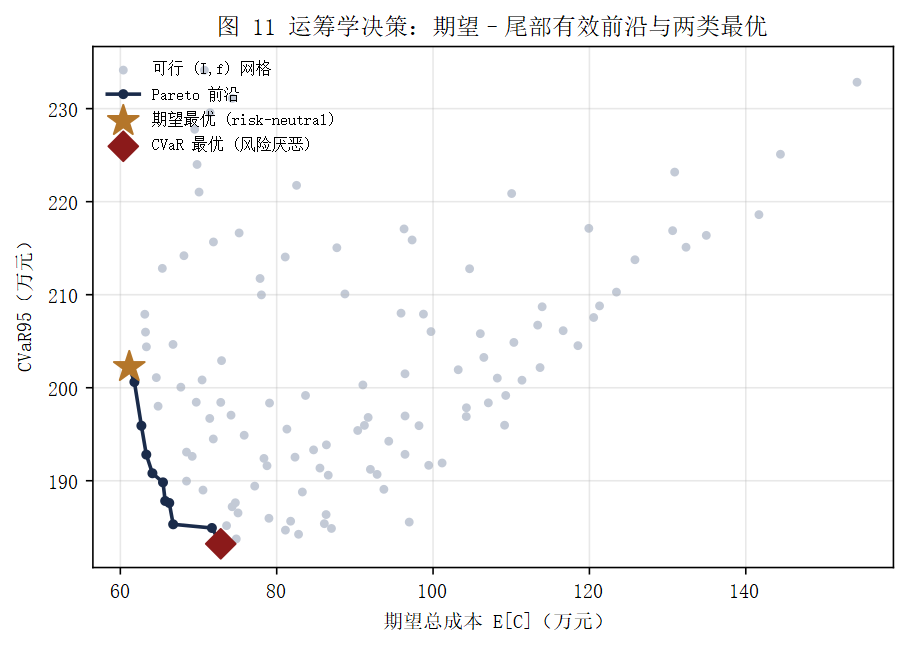 图 11 运筹学决策：期望–尾部有效前沿与两类最优
可行 (I,f) 网格
Pareto 前沿
期望最优 (risk-neutral)
CVaR 最优 (风险厌恶)
CVaR95（万元）
230
220
210
200
190
60
80
100
120
140
期望总成本 E[C]（万元）